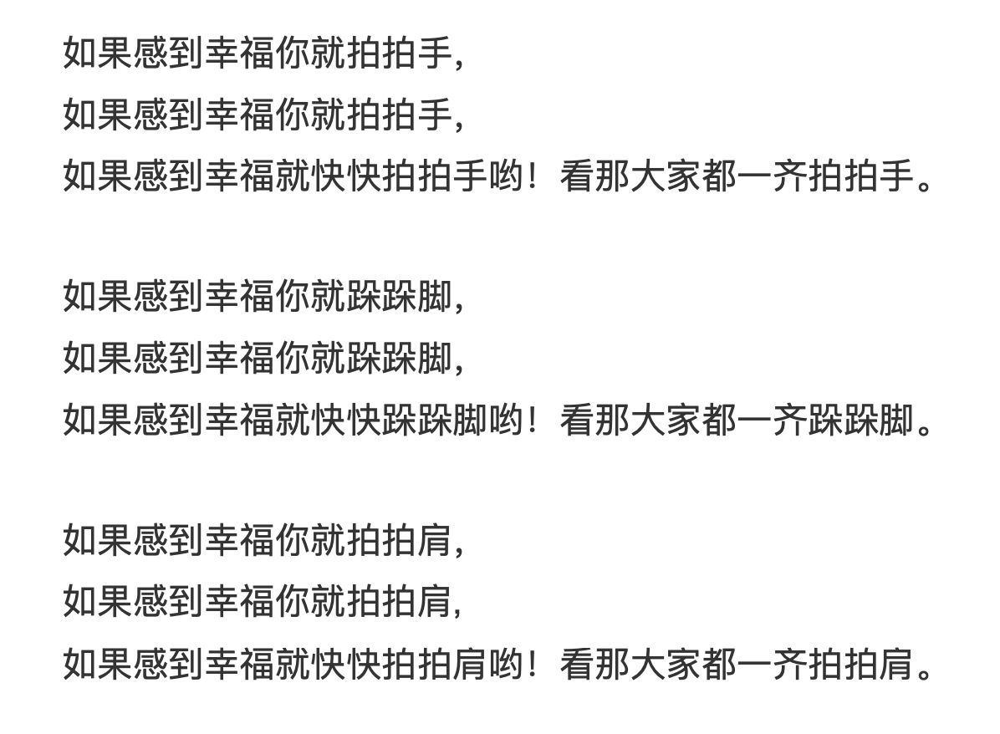 如果感到幸福你就拍拍手，
如果感到幸福你就拍拍手，
如果感到幸福就快快拍拍手哟！看那大家都一齐拍拍手。
如果感到幸福你就跺跺脚，
如果感到幸福你就跺跺脚，
如果感到幸福就快快跺跺脚哟！看那大家都一齐跺跺脚。
如果感到幸福你就拍拍肩，
如果感到幸福你就拍拍肩，
如果感到幸福就快快拍拍肩哟！看那大家都一齐拍拍肩。